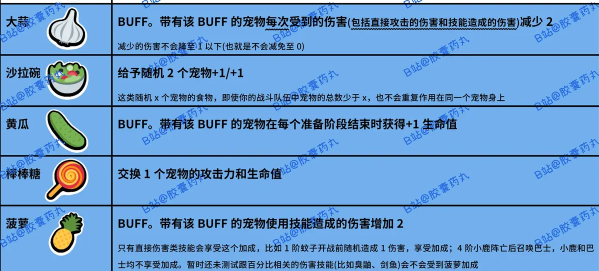 大蒜
BUFF。带有该 BUFF 的宠物每次受到的伤害(包括直接攻击的伤害和技能造成的伤害)减少 2
减少的伤害不会降至 1 以下(也就是不会减免至 0)
沙拉碗
给予随机 2 个宠物+1/+1
这类随机 x 个宠物的食物，即使你的战斗队伍中宠物的总数少于 x，也不会重复作用在同一个宠物身上
黄瓜
BUFF。带有该 BUFF 的宠物在每个准备阶段结束时获得+1 生命值
棒棒糖
交换 1 个宠物的攻击力和生命值
菠萝
BUFF。带有该 BUFF 的宠物使用技能造成的伤害增加 2
只有直接伤害类技能会享受这个加成，比如 1 阶蚊子开战前随机造成 1 伤害，享受加成；4 阶小鹿阵亡后召唤巴士，小鹿和巴
士均不享受加成。暂时还未测试跟百分比相关的伤害技能(比如臭鼬、剑鱼)会不会受到菠萝加成
B站@胶囊药丸